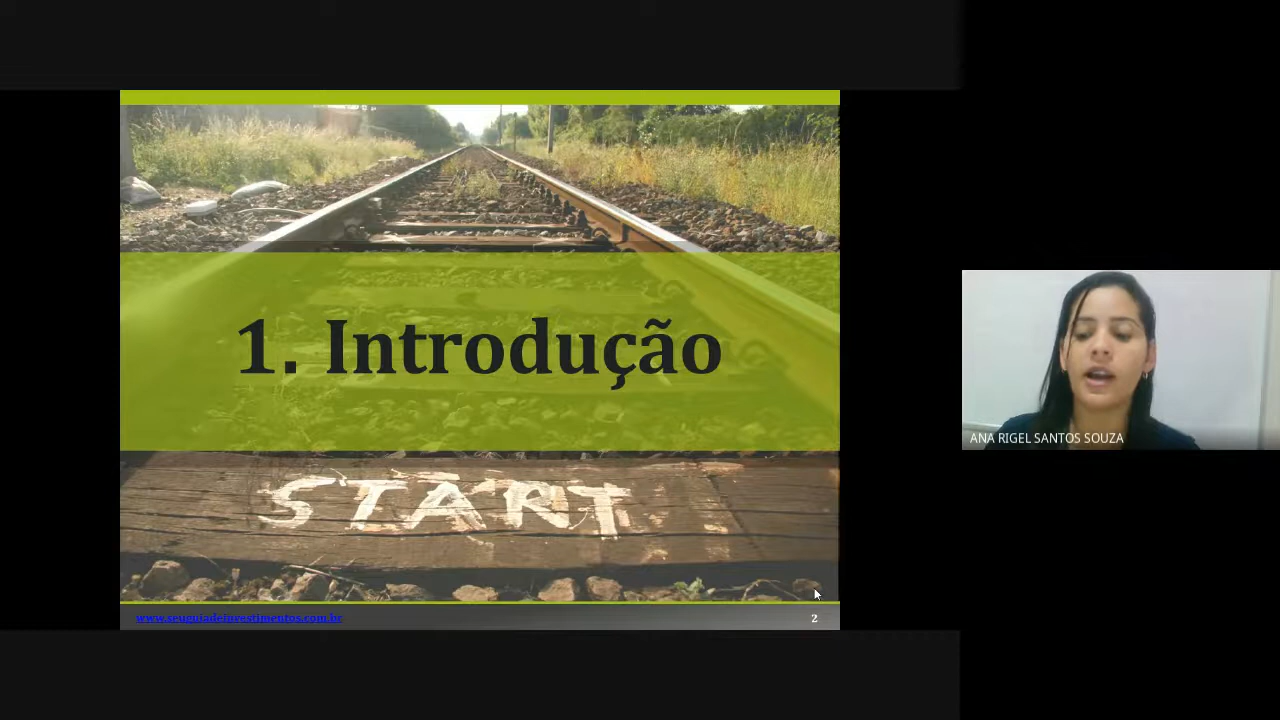 1. Introdução
START
www.seuguiadeinvestimentos.com.br
2
ANA RIGEL SANTOS SOUZA